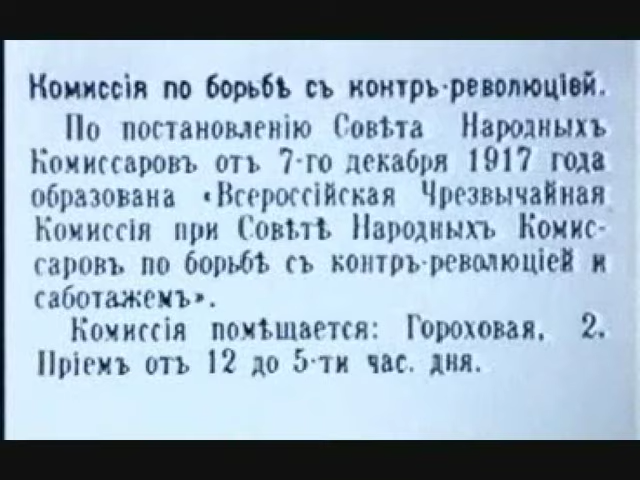 Комиссія по борьбѣ съ контръ-революціей.
По постановленію Совѣта Народныхъ
Комиссаровъ отъ 7-го декабря 1917 года
образована «Всероссійская Чрезвычайная
Комиссія при Совѣтѣ Народныхъ Комис-
саровъ по борьбѣ съ контръ-революціей и
саботажемъ».
Комиссія помѣщается: Гороховая, 2.
Пріемъ отъ 12 до 5-ти час. дня.